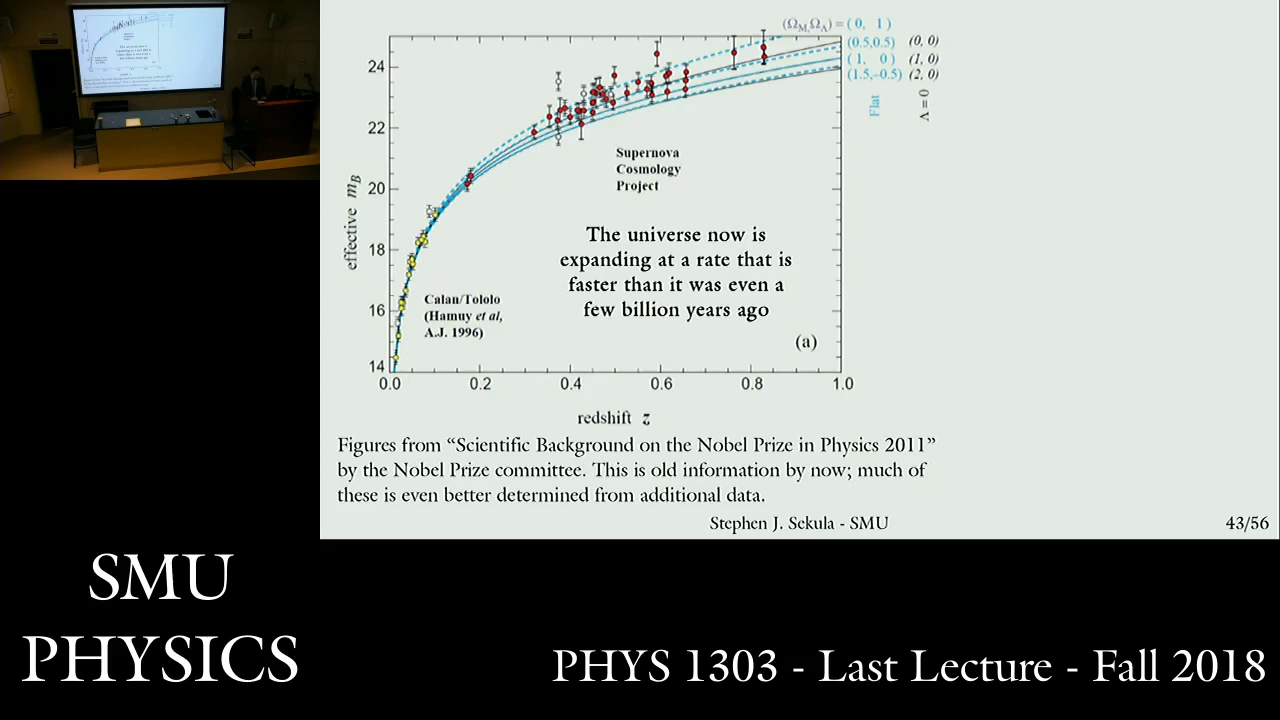 (Ω_M,Ω_Λ) = ( 0, 1 )
(0.5,0.5) (0, 0)
( 1, 0 ) (1, 0)
(1.5,–0.5) (2, 0)
Flat
Λ = 0
24
22
20
18
16
14
effective m_B
Supernova
Cosmology
Project
The universe now is
expanding at a rate that is
faster than it was even a
few billion years ago
Calan/Tololo
(Hamuy et al,
A.J. 1996)
(a)
0.0 0.2 0.4 0.6 0.8 1.0
redshift z
Figures from “Scientific Background on the Nobel Prize in Physics 2011”
by the Nobel Prize committee. This is old information by now; much of
these is even better determined from additional data.
Stephen J. Sekula - SMU
43/56
SMU
PHYSICS
PHYS 1303 - Last Lecture - Fall 2018